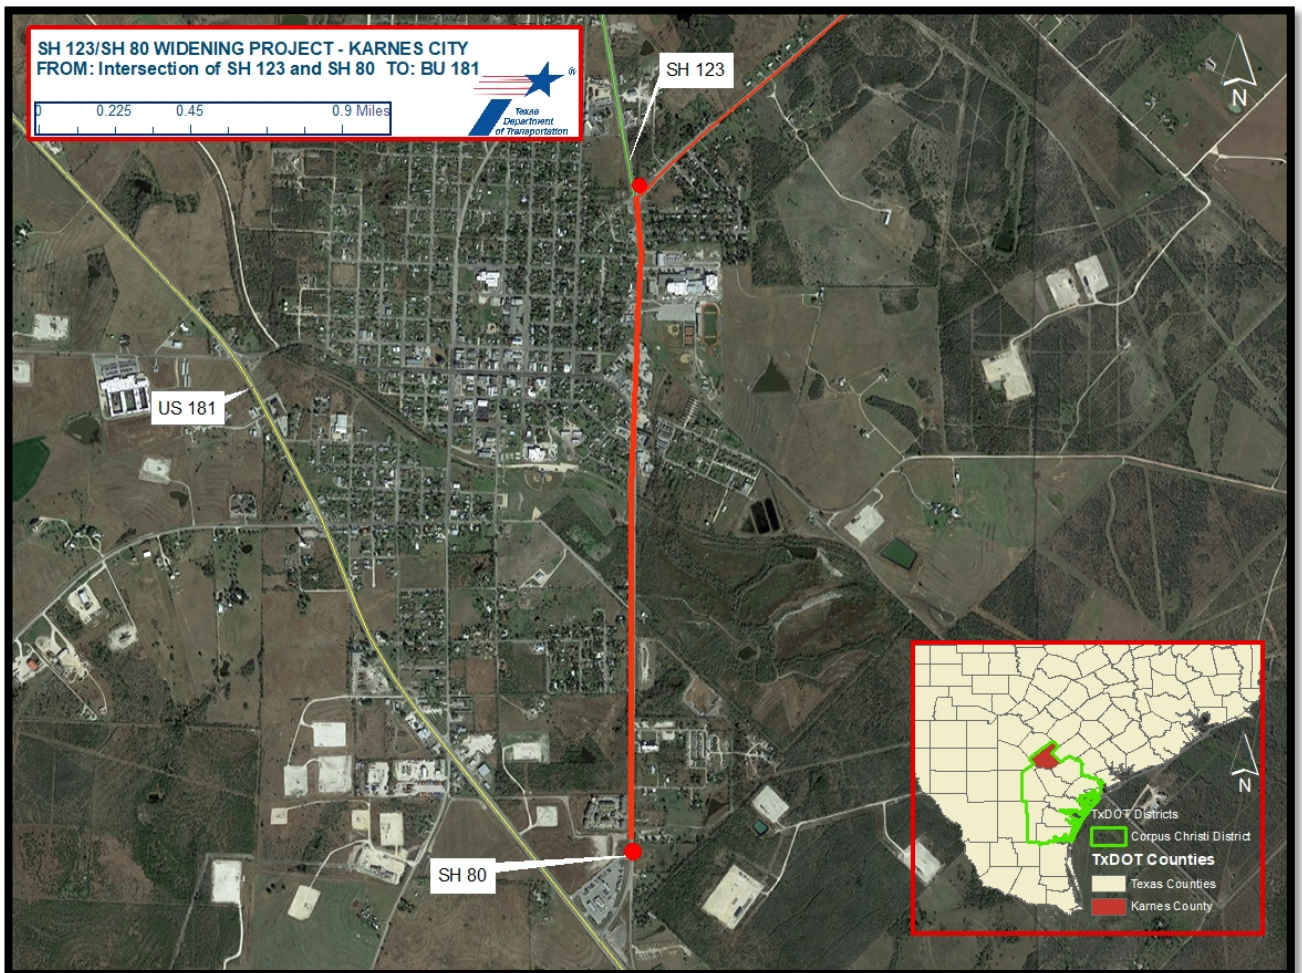 SH 123/SH 80 WIDENING PROJECT - KARNES CITY
FROM: Intersection of SH 123 and SH 80 TO: BU 181
0 0.225 0.45 0.9 Miles
®
Texas
Department
of Transportation
SH 123
N
US 181
SH 80
N
TxDOT Districts
Corpus Christi District
TxDOT Counties
Texas Counties
Karnes County